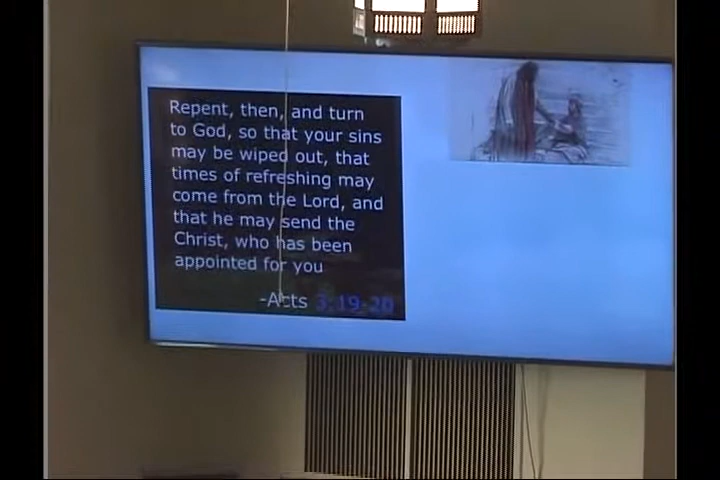 Repent, then, and turn
to God, so that your sins
may be wiped out, that
times of refreshing may
come from the Lord, and
that he may send the
Christ, who has been
appointed for you
-Acts 3:19-20